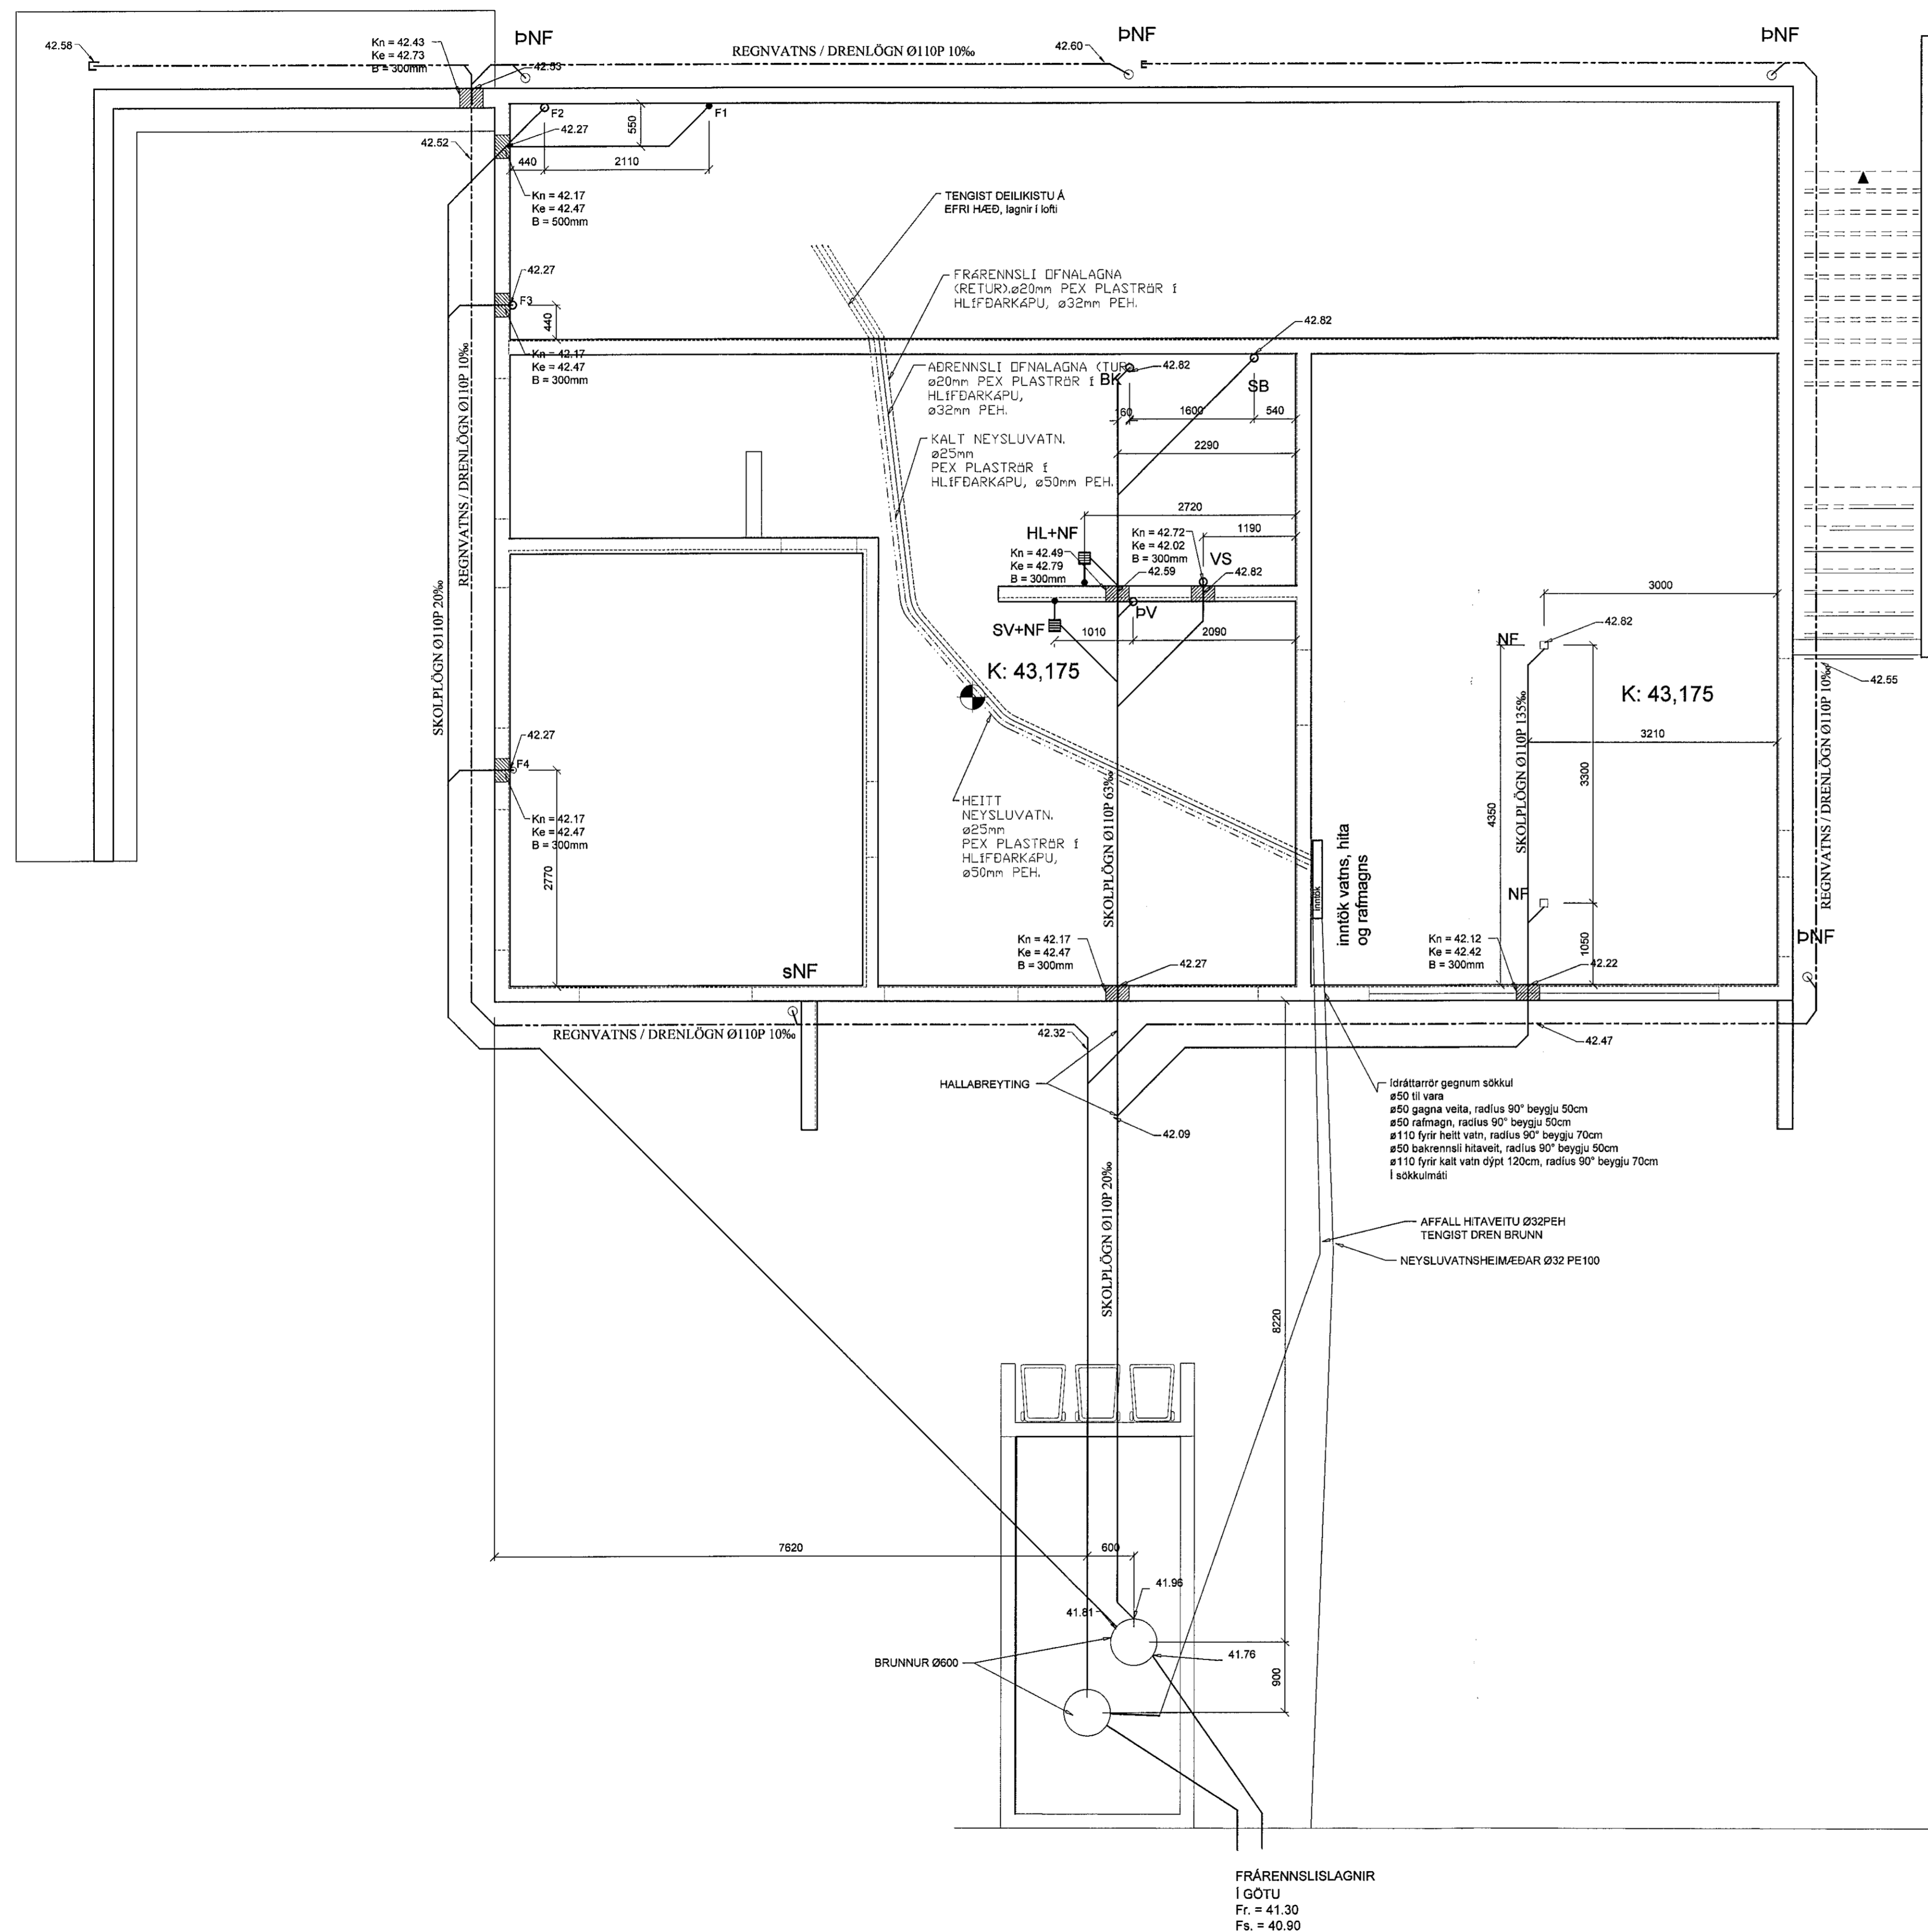 42.58
Kn = 42.43
Ke = 42.73
B = 300mm
ÞNF
42.53
REGNVATNS / DRENLÖGN Ø110P 10‰
42.60
ÞNF
ÞNF
F2
F1
42.27
550
42.52
440
2110
Kn = 42.17
Ke = 42.47
B = 500mm
TENGIST DEILIKISTU Á
EFRI HÆÐ, lagnir í lofti
42.27
F3
440
FRÁRENNSLI OFNALAGNA
(RETUR).ø20mm PEX PLASTRÖR í
HLÍFÐARKÁPU, ø32mm PEH.
42.82
Kn = 42.17
Ke = 42.47
B = 300mm
AÐRENNSLI OFNALAGNA (TUR)
ø20mm PEX PLASTRÖR í
HLÍFÐARKÁPU,
ø32mm PEH.
BK
42.82
SB
160
1600
540
REGNVATNS / DRENLÖGN Ø110P 10‰
KALT NEYSLUVATN.
ø25mm
PEX PLASTRÖR í
HLÍFÐARKÁPU, ø50mm PEH.
2290
2720
1190
HL+NF
Kn = 42.49
Ke = 42.79
B = 300mm
Kn = 42.72
Ke = 42.02
B = 300mm
VS
42.59
42.82
SKOLPLÖGN Ø110P 20‰
ÞV
SV+NF
1010
2090
K: 43,175
3000
42.82
NF
K: 43,175
42.55
3210
SKOLPLÖGN Ø110P 135‰
3300
4350
REGNVATNS / DRENLÖGN Ø110P 10‰
42.27
F4
Kn = 42.17
Ke = 42.47
B = 300mm
2770
HEITT
NEYSLUVATN.
ø25mm
PEX PLASTRÖR í
HLÍFÐARKÁPU,
ø50mm PEH.
SKOLPLÖGN Ø110P 63‰
inntök
inntök vatns, hita
og rafmagns
NF
1050
ÞNF
Kn = 42.17
Ke = 42.47
B = 300mm
42.27
Kn = 42.12
Ke = 42.42
B = 300mm
42.22
sNF
REGNVATNS / DRENLÖGN Ø110P 10‰
42.32
42.47
HALLABREYTING
42.09
ídráttarrör gegnum sökkul
ø50 til vara
ø50 gagna veita, radíus 90° beygju 50cm
ø50 rafmagn, radíus 90° beygju 50cm
ø110 fyrir heitt vatn, radíus 90° beygju 70cm
ø50 bakrennsli hitaveit, radíus 90° beygju 50cm
ø110 fyrir kalt vatn dýpt 120cm, radíus 90° beygju 70cm
Í sökkulmáti
SKOLPLÖGN Ø110P 20‰
AFFALL HITAVEITU Ø32PEH
TENGIST DREN BRUNN
NEYSLUVATNSHEIMÆÐAR Ø32 PE100
8220
7620
600
41.96
41.81
41.76
BRUNNUR Ø600
900
FRÁRENNSLISLAGNIR
Í GÖTU
Fr. = 41.30
Fs. = 40.90